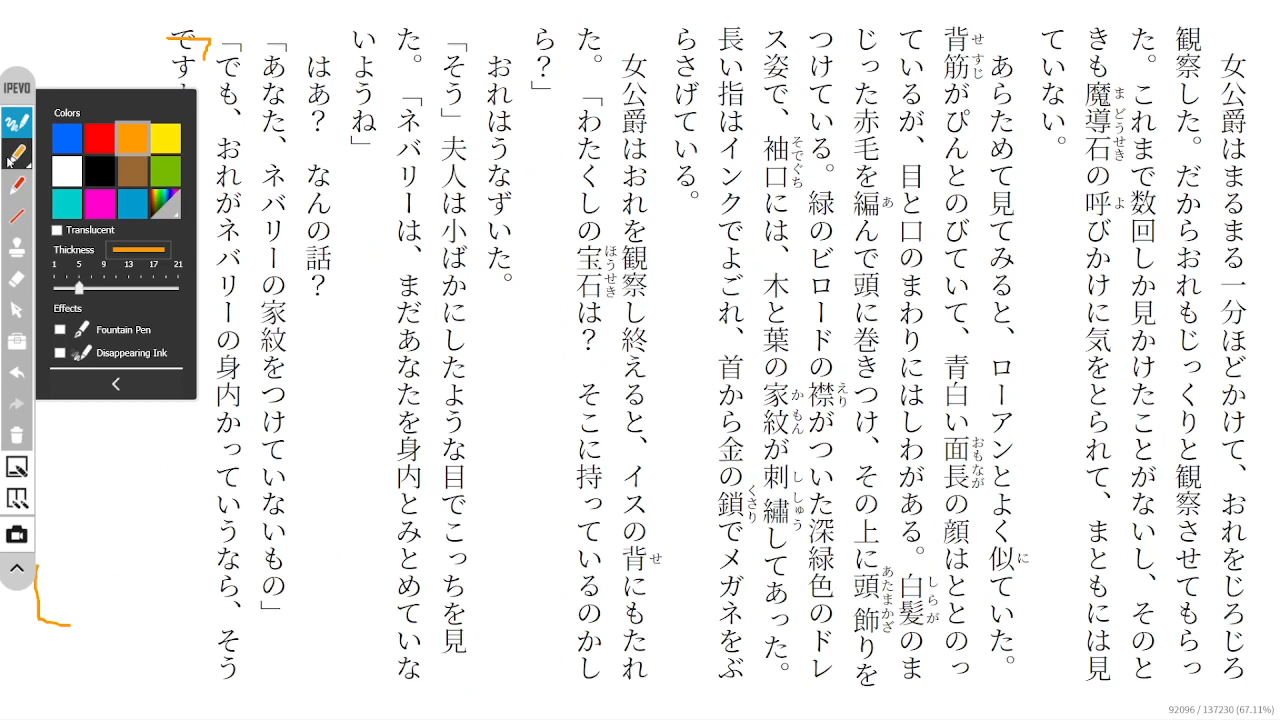 女公爵はまるまる一分ほどかけて、おれをじろじろ
観察した。だからおれもじっくりと観察させてもらっ
た。これまで数回しか見かけたことがないし、そのと
きも魔導石の呼びかけに気をとられて、まともには見
ていない。
あらためて見てみると、ローアンとよく似ていた。
背筋がぴんとのびていて、青白い面長の顔はととのっ
ているが、目と口のまわりにはしわがある。白髪のま
じった赤毛を編んで頭に巻きつけ、その上に頭飾りを
つけている。緑のビロードの襟がついた深緑色のドレ
ス姿で、袖口には、木と葉の家紋が刺繡してあった。
長い指はインクでよごれ、首から金の鎖でメガネをぶ
らさげている。
女公爵はおれを観察し終えると、イスの背にもたれ
た。「わたくしの宝石は？　そこに持っているのかし
ら？」
おれはうなずいた。
「そう」夫人は小ばかにしたような目でこっちを見
た。「ネバリーは、まだあなたを身内とみとめていな
いようね」
はあ？　なんの話？
「あなた、ネバリーの家紋をつけていないもの」
「でも、おれがネバリーの身内かっていうなら、そう
です
IPEVO
Colors
Translucent
Thickness
1 5 9 13 17 21
Effects
Fountain Pen
Disappearing Ink
92096 / 137230 (67.11%)